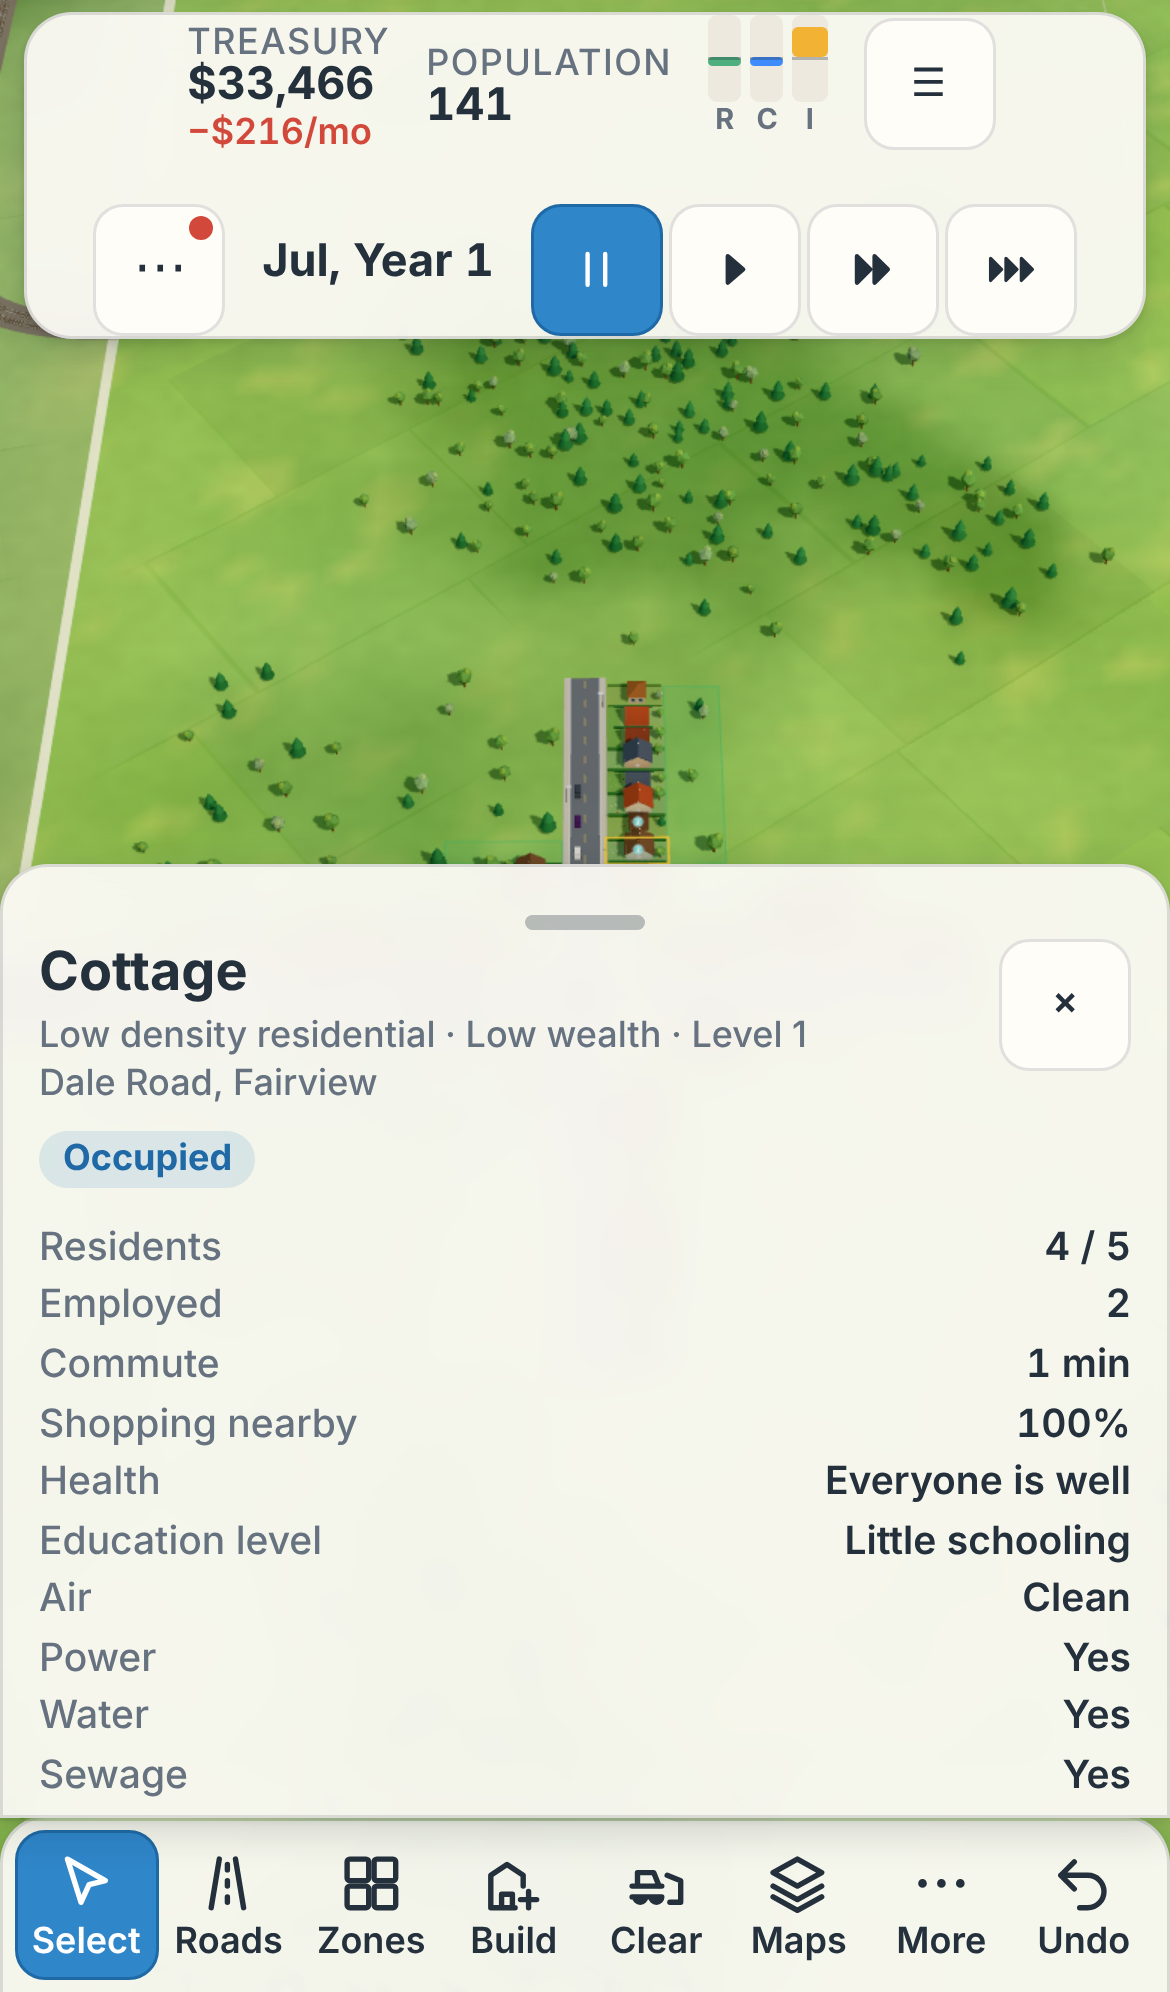 TREASURY
$33,466
−$216/mo
POPULATION
141
R C I
Jul, Year 1
Cottage
Low density residential · Low wealth · Level 1
Dale Road, Fairview
Occupied
Residents 4 / 5
Employed 2
Commute 1 min
Shopping nearby 100%
Health Everyone is well
Education level Little schooling
Air Clean
Power Yes
Water Yes
Sewage Yes
Select Roads Zones Build Clear Maps More Undo